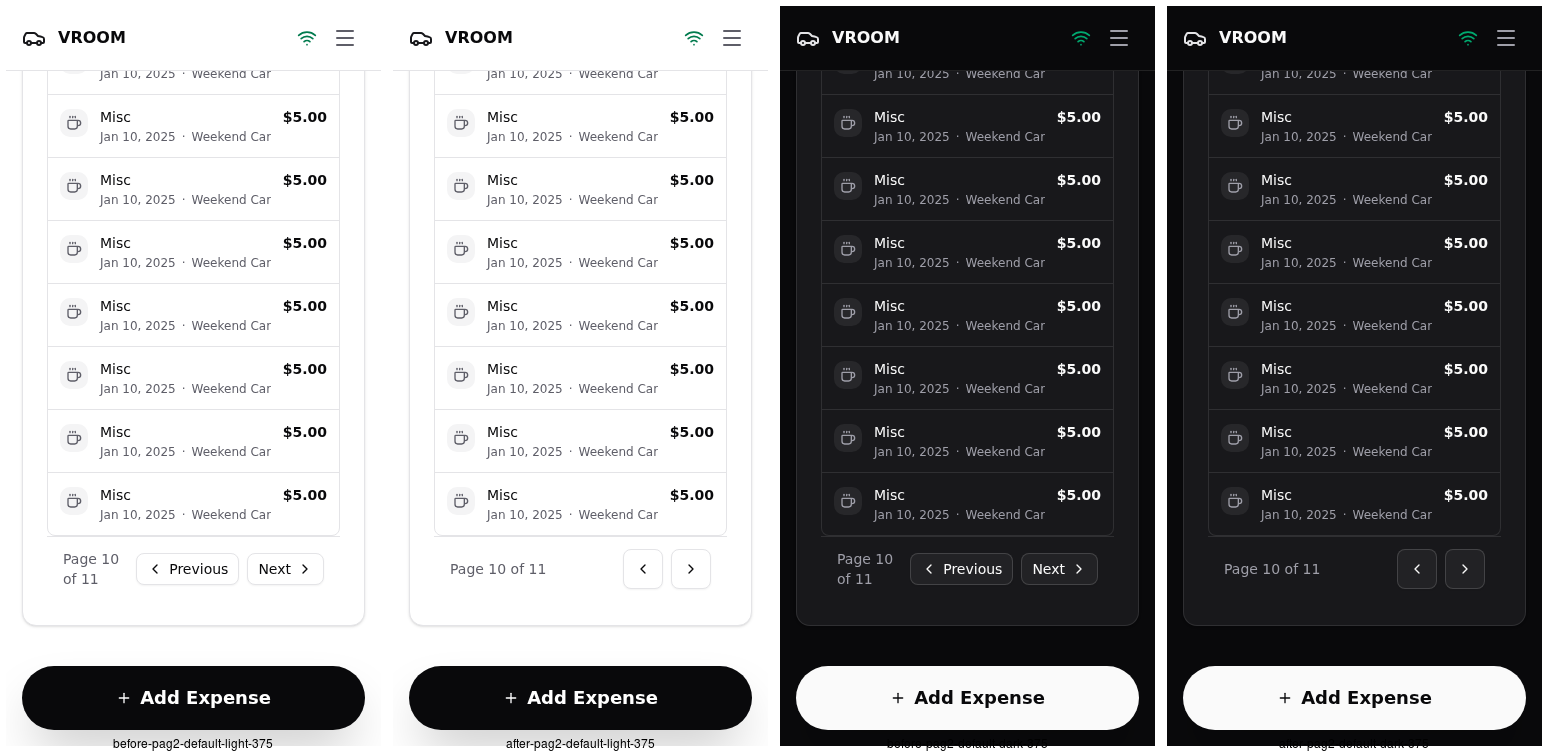 VROOM
Jan 10, 2025 · Weekend Car
Misc $5.00
Jan 10, 2025 · Weekend Car
Misc $5.00
Jan 10, 2025 · Weekend Car
Misc $5.00
Jan 10, 2025 · Weekend Car
Misc $5.00
Jan 10, 2025 · Weekend Car
Misc $5.00
Jan 10, 2025 · Weekend Car
Misc $5.00
Jan 10, 2025 · Weekend Car
Misc $5.00
Jan 10, 2025 · Weekend Car
Page 10
of 11
Previous
Next
+ Add Expense
before-pag2-default-light-375
VROOM
Jan 10, 2025 · Weekend Car
Misc $5.00
Jan 10, 2025 · Weekend Car
Misc $5.00
Jan 10, 2025 · Weekend Car
Misc $5.00
Jan 10, 2025 · Weekend Car
Misc $5.00
Jan 10, 2025 · Weekend Car
Misc $5.00
Jan 10, 2025 · Weekend Car
Misc $5.00
Jan 10, 2025 · Weekend Car
Misc $5.00
Jan 10, 2025 · Weekend Car
Page 10 of 11
+ Add Expense
after-pag2-default-light-375
VROOM
Jan 10, 2025 · Weekend Car
Misc $5.00
Jan 10, 2025 · Weekend Car
Misc $5.00
Jan 10, 2025 · Weekend Car
Misc $5.00
Jan 10, 2025 · Weekend Car
Misc $5.00
Jan 10, 2025 · Weekend Car
Misc $5.00
Jan 10, 2025 · Weekend Car
Misc $5.00
Jan 10, 2025 · Weekend Car
Misc $5.00
Jan 10, 2025 · Weekend Car
Page 10
of 11
Previous
Next
+ Add Expense
before-pag2-default-dark-375
VROOM
Jan 10, 2025 · Weekend Car
Misc $5.00
Jan 10, 2025 · Weekend Car
Misc $5.00
Jan 10, 2025 · Weekend Car
Misc $5.00
Jan 10, 2025 · Weekend Car
Misc $5.00
Jan 10, 2025 · Weekend Car
Misc $5.00
Jan 10, 2025 · Weekend Car
Misc $5.00
Jan 10, 2025 · Weekend Car
Misc $5.00
Jan 10, 2025 · Weekend Car
Page 10 of 11
+ Add Expense
after-pag2-default-dark-375